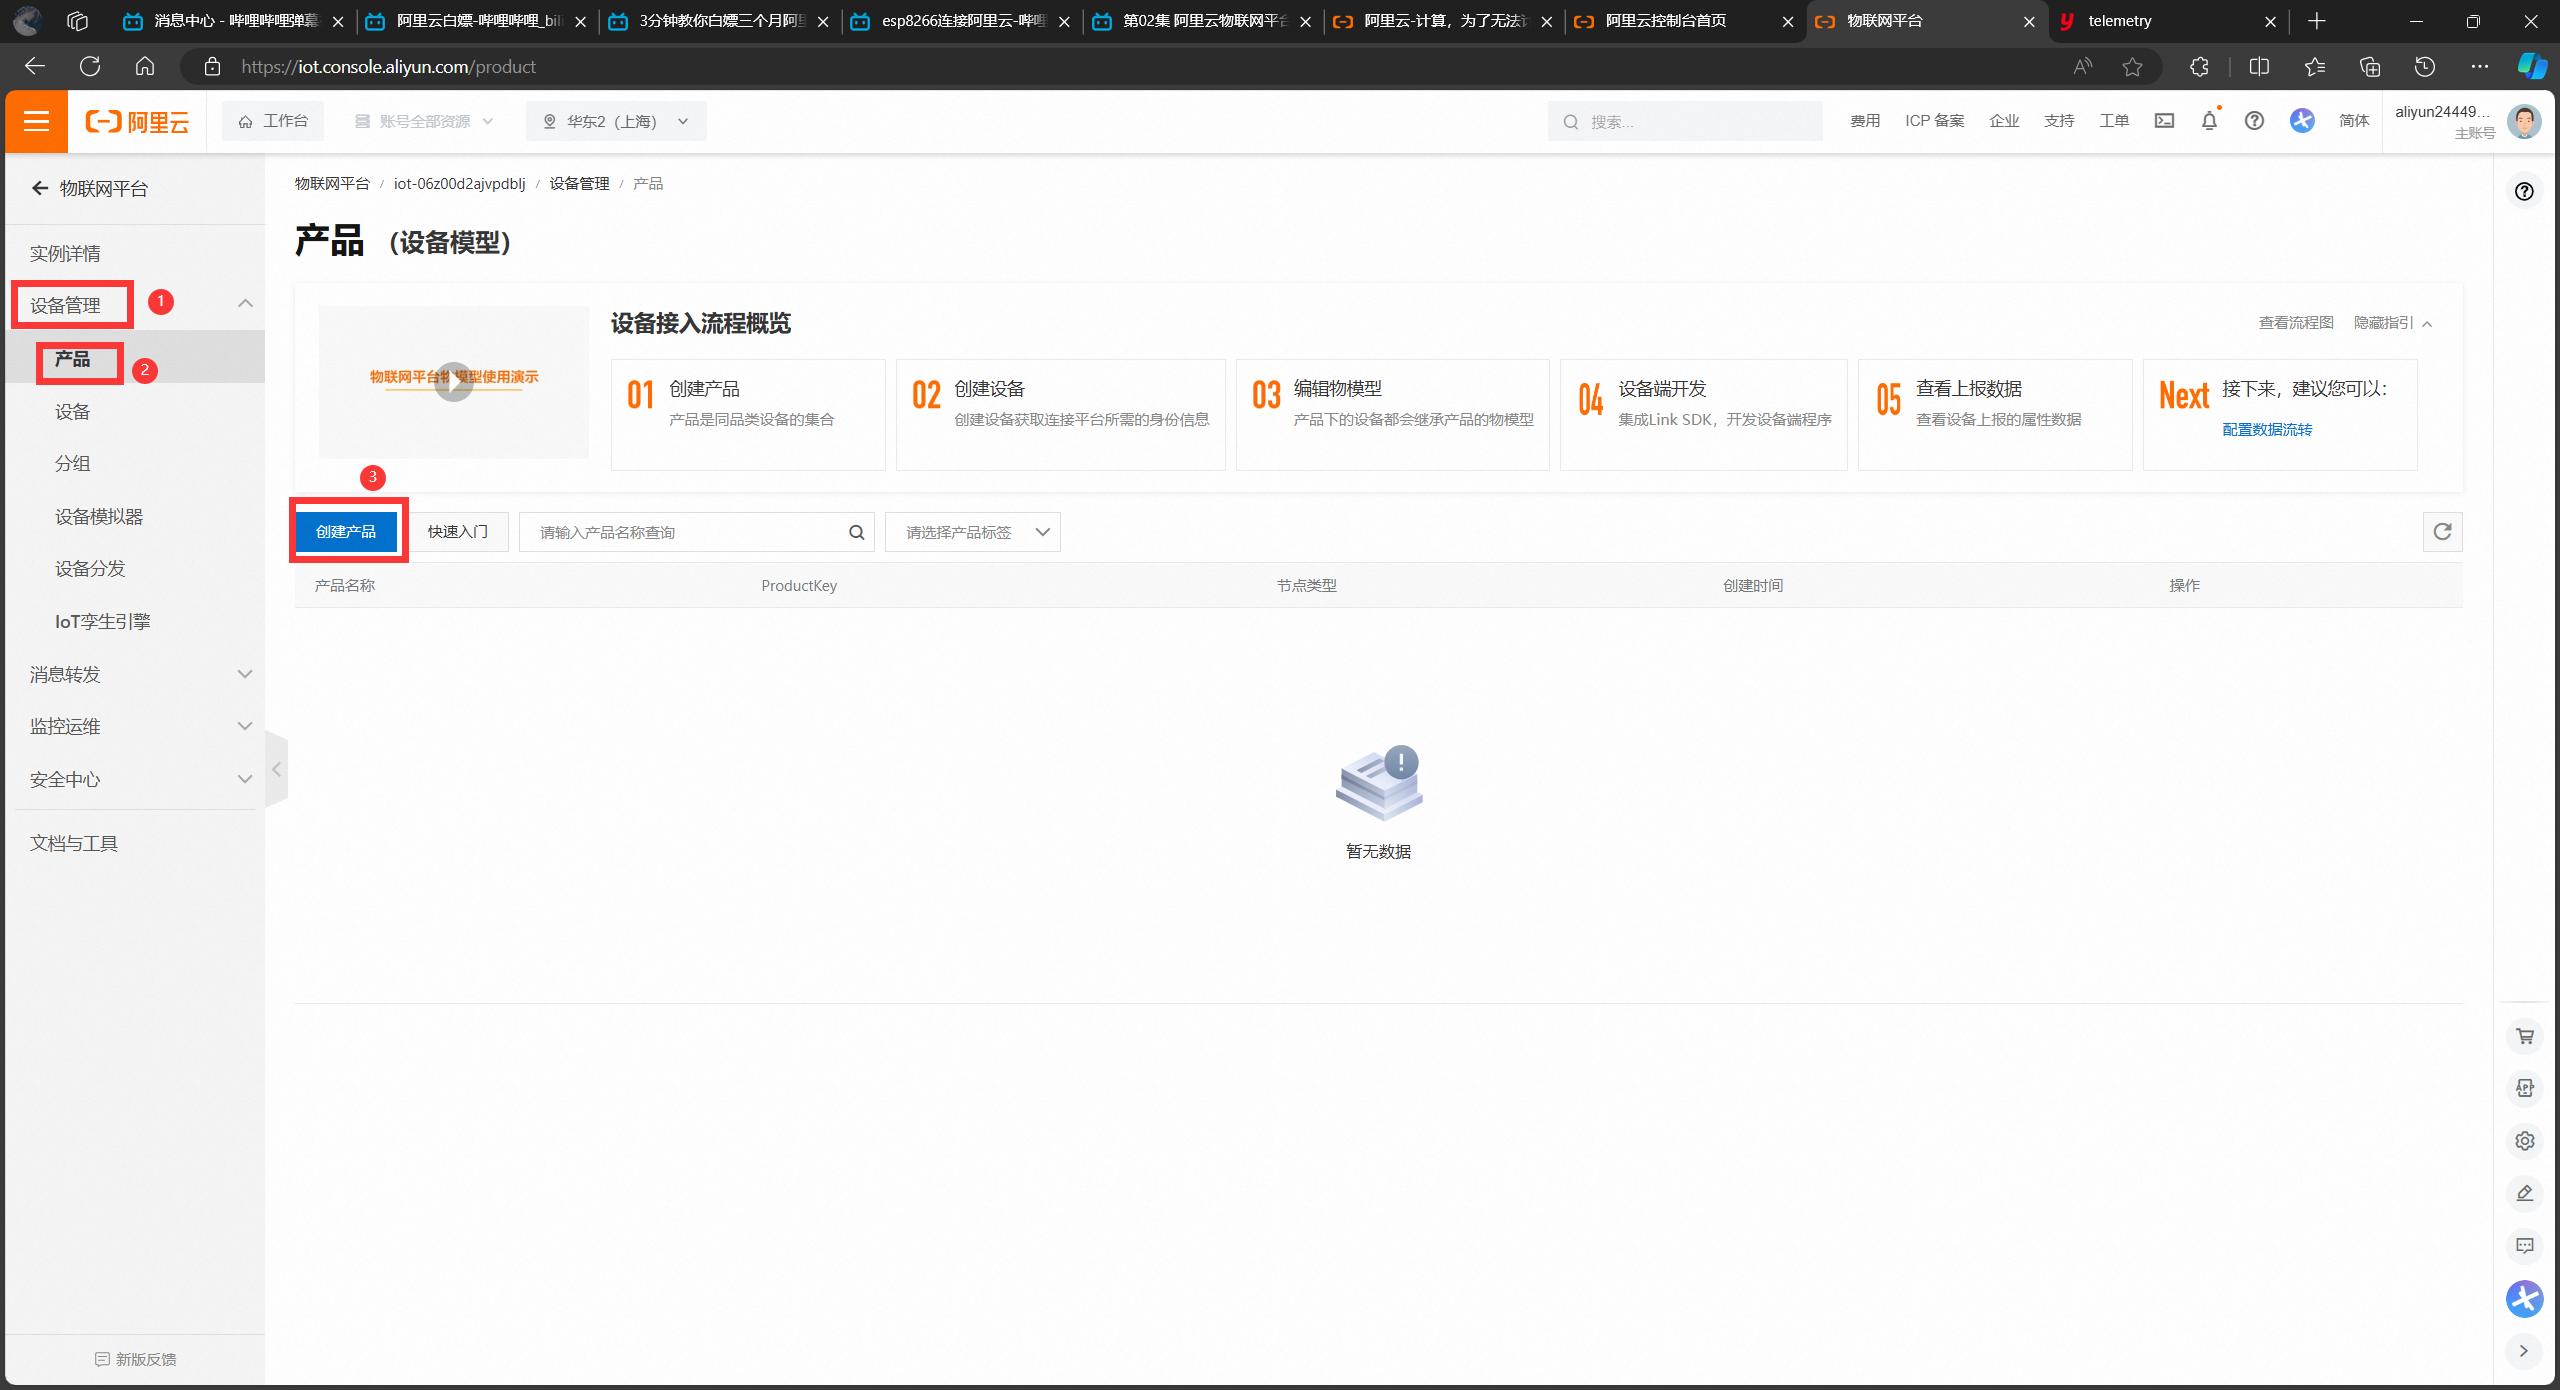 消息中心 - 哔哩哔哩弹幕
阿里云白嫖-哔哩哔哩_bili
3分钟教你白嫖三个月阿里
esp8266连接阿里云-哔哩
第02集 阿里云物联网平台
阿里云-计算，为了无法计
阿里云控制台首页
物联网平台
telemetry
https://iot.console.aliyun.com/product
阿里云
工作台
账号全部资源
华东2（上海）
搜索...
费用
ICP 备案
企业
支持
工单
简体
aliyun24449...
主账号
物联网平台
实例详情
设备管理
1
产品
2
设备
分组
设备模拟器
设备分发
IoT孪生引擎
消息转发
监控运维
安全中心
文档与工具
新版反馈
物联网平台 / iot-06z00d2ajvpdblj / 设备管理 / 产品
产品 （设备模型）
物联网平台物模型使用演示
设备接入流程概览
查看流程图 隐藏指引
01 创建产品
产品是同品类设备的集合
02 创建设备
创建设备获取连接平台所需的身份信息
03 编辑物模型
产品下的设备都会继承产品的物模型
04 设备端开发
集成Link SDK，开发设备端程序
05 查看上报数据
查看设备上报的属性数据
Next 接下来，建议您可以：
配置数据流转
3
创建产品
快速入门
请输入产品名称查询
请选择产品标签
产品名称 ProductKey 节点类型 创建时间 操作
暂无数据
APP